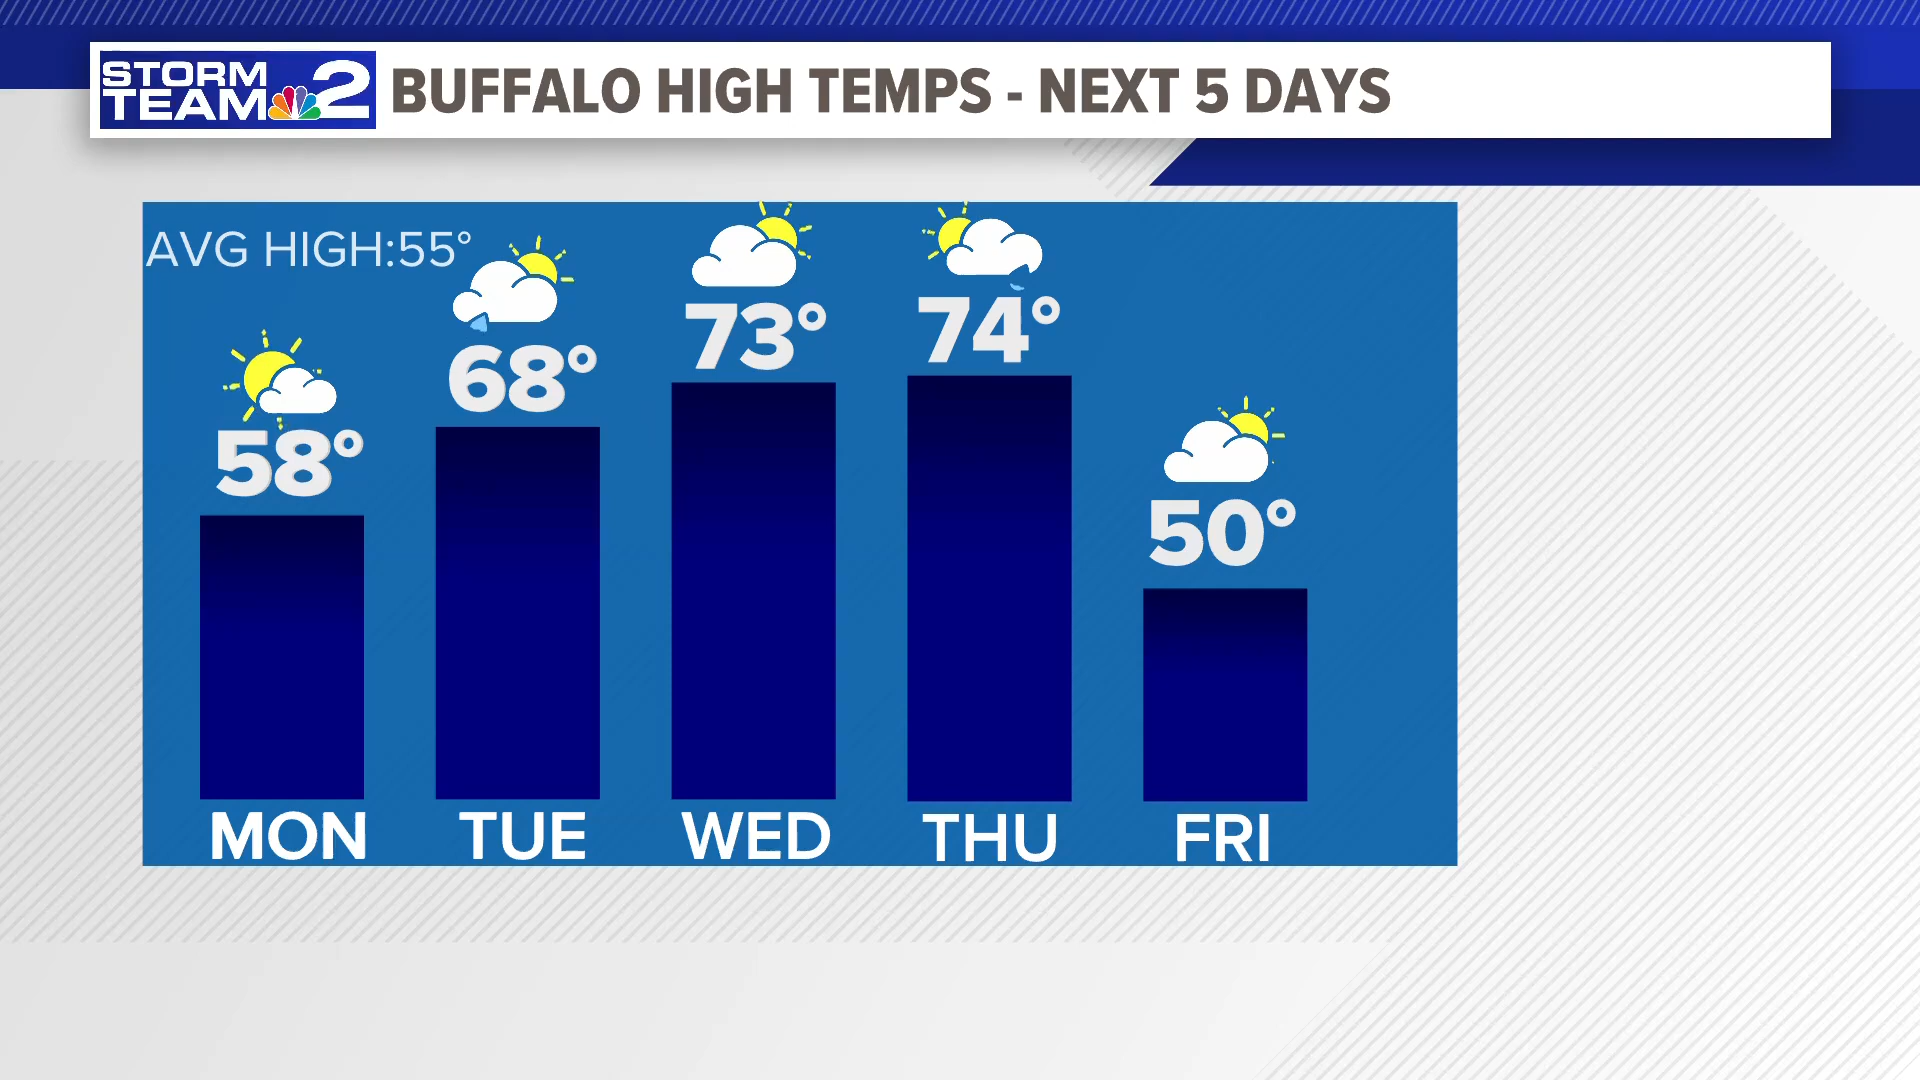 STORM
TEAM 2
BUFFALO HIGH TEMPS - NEXT 5 DAYS
AVG HIGH:55°
58°
68°
73°
74°
50°
MON
TUE
WED
THU
FRI